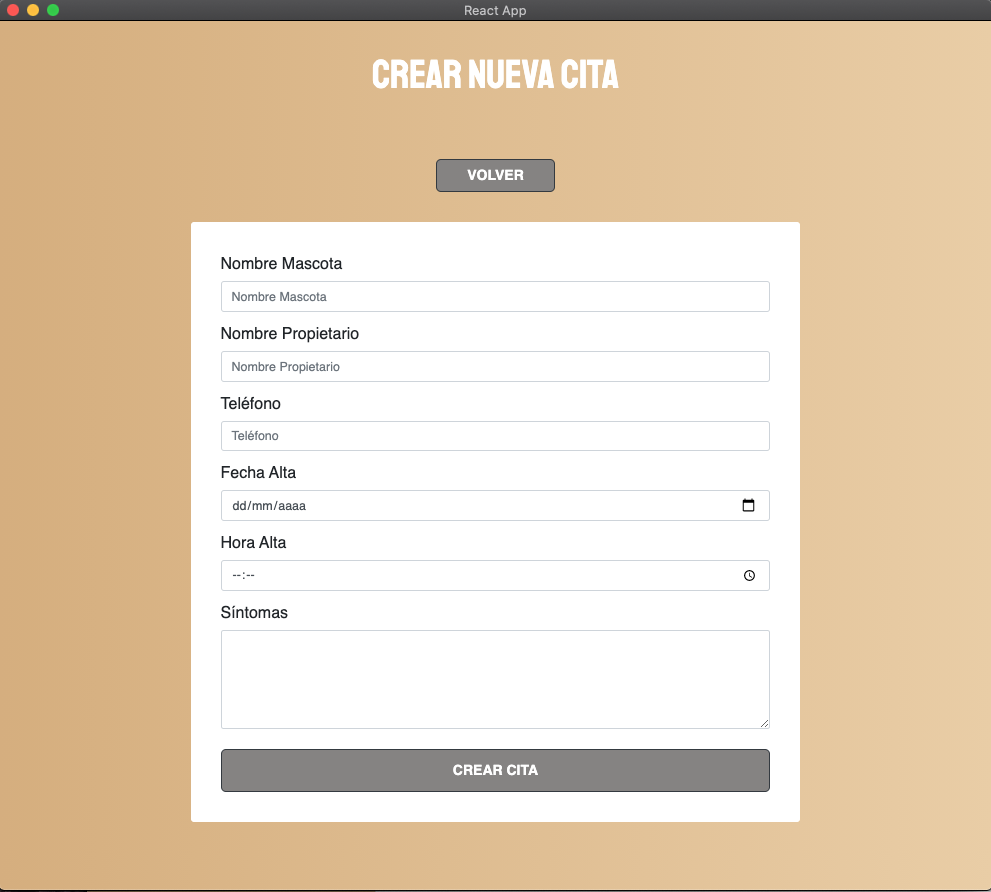 React App
CREAR NUEVA CITA
VOLVER
Nombre Mascota
Nombre Mascota
Nombre Propietario
Nombre Propietario
Teléfono
Teléfono
Fecha Alta
dd/mm/aaaa
Hora Alta
--:--
Síntomas
CREAR CITA